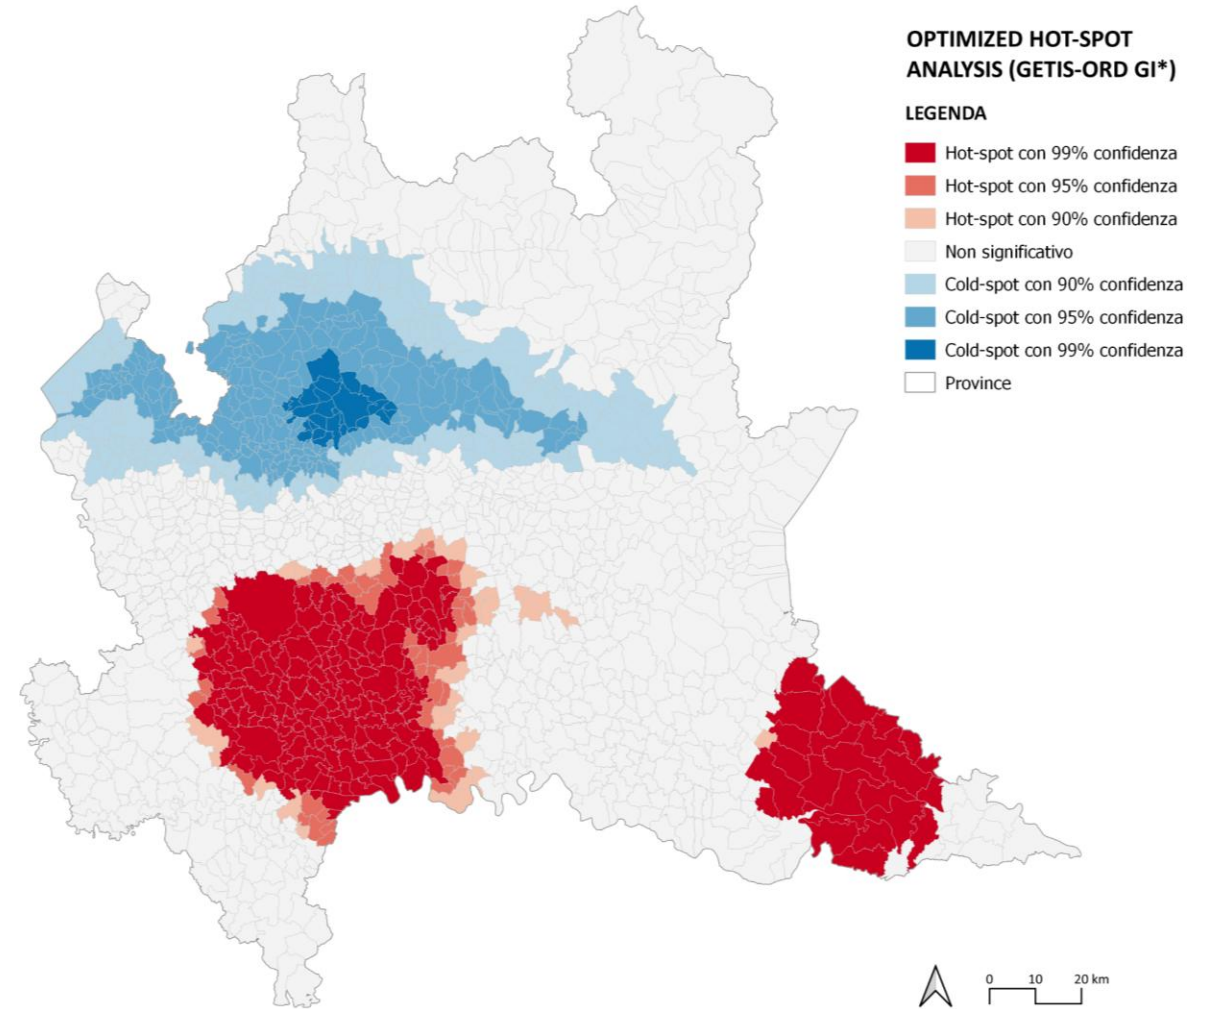 OPTIMIZED HOT-SPOT
ANALYSIS (GETIS-ORD GI*)
LEGENDA
Hot-spot con 99% confidenza
Hot-spot con 95% confidenza
Hot-spot con 90% confidenza
Non significativo
Cold-spot con 90% confidenza
Cold-spot con 95% confidenza
Cold-spot con 99% confidenza
Province
0 10 20 km